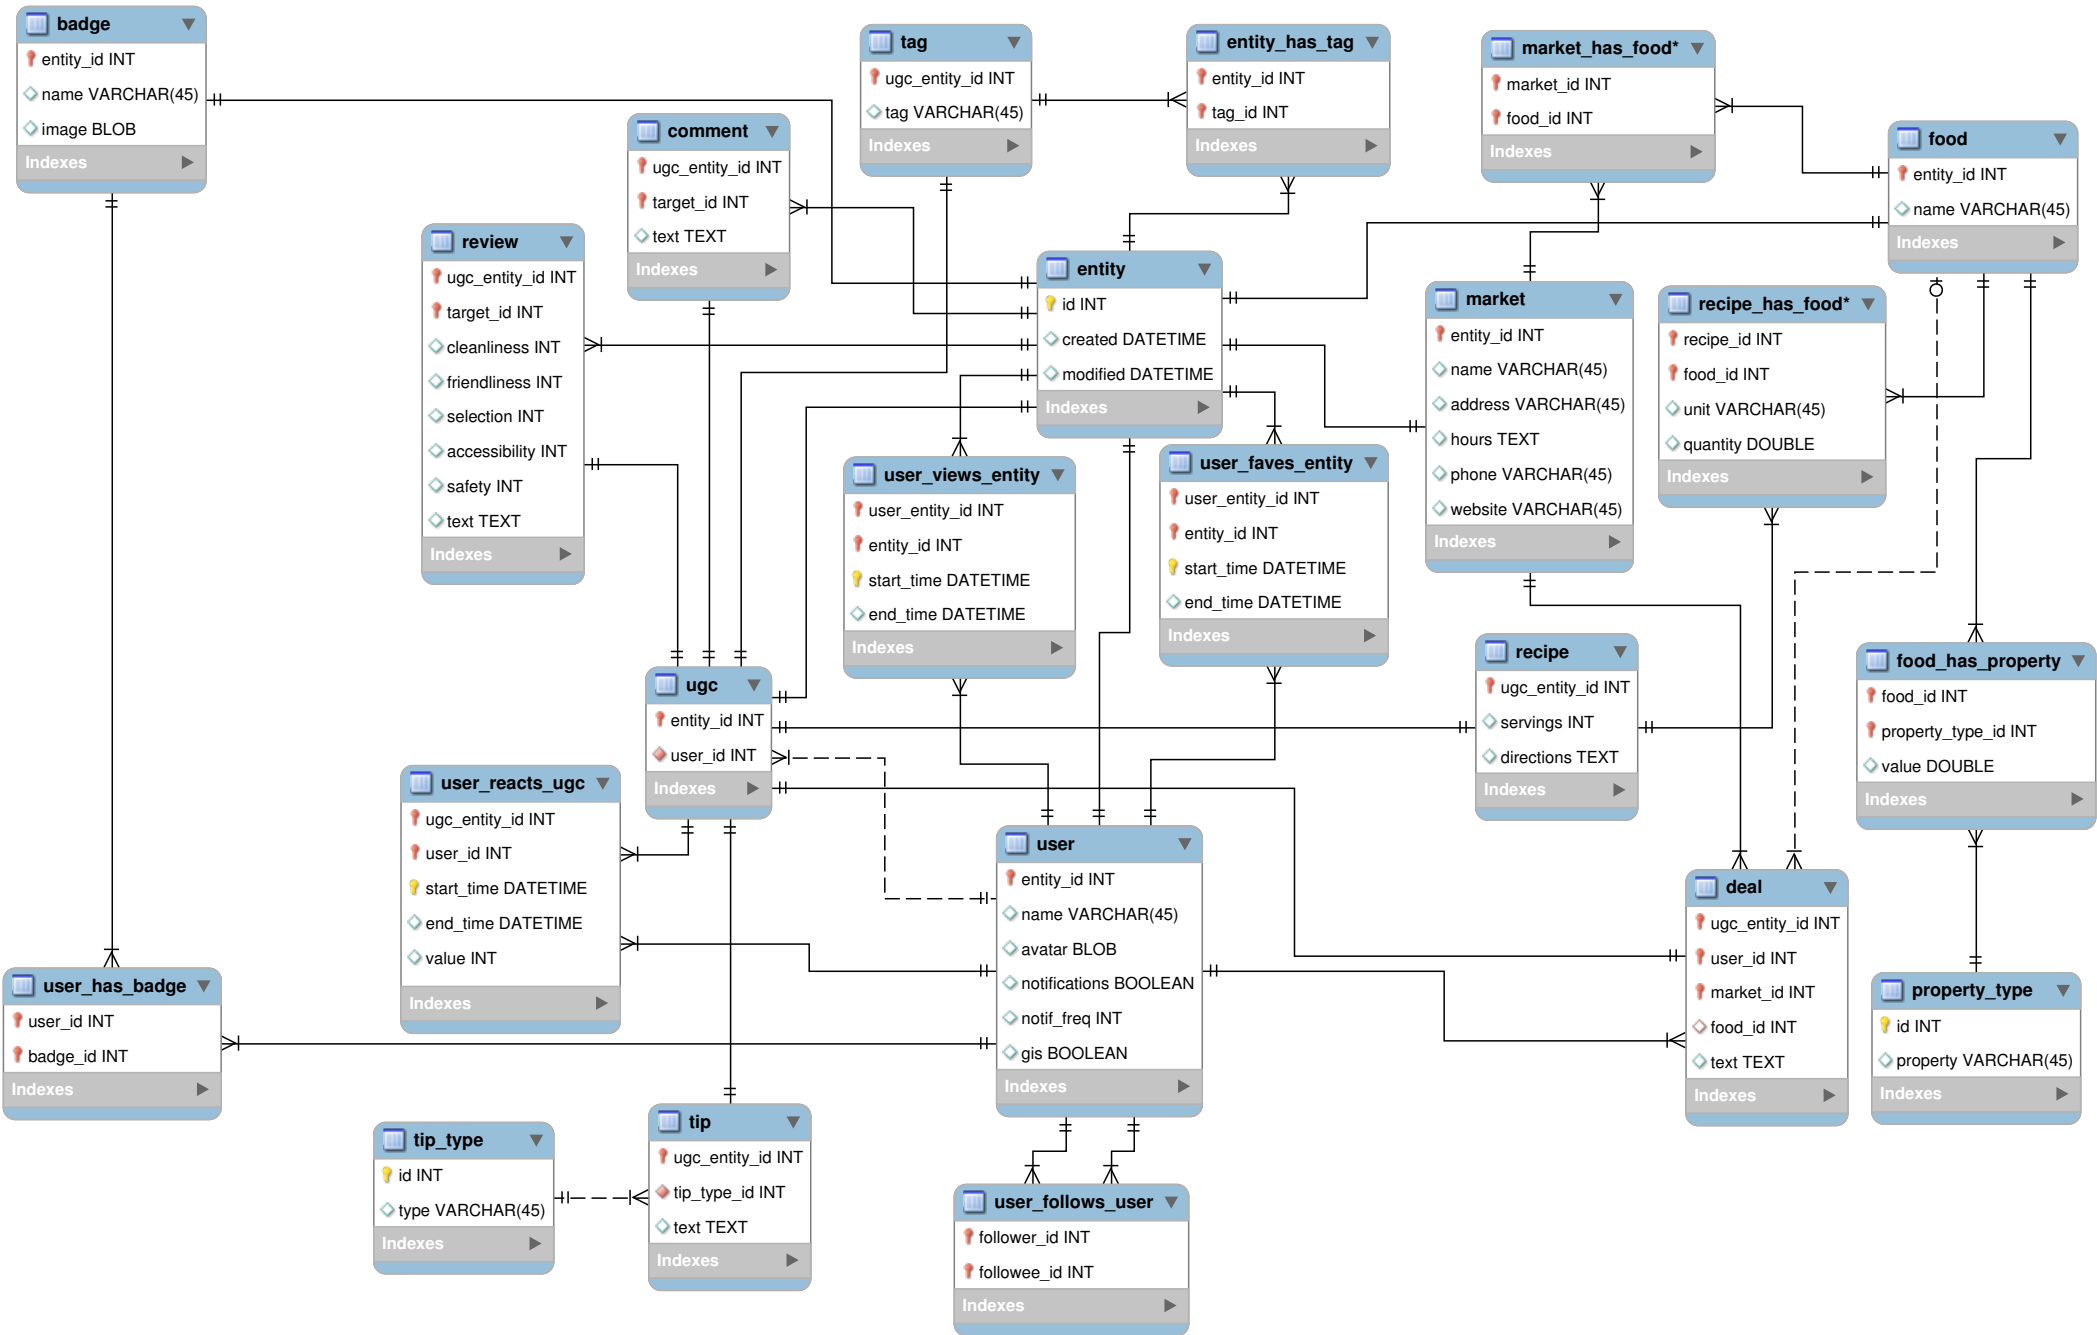 badge
entity_id INT
name VARCHAR(45)
image BLOB
Indexes
tag
ugc_entity_id INT
tag VARCHAR(45)
Indexes
entity_has_tag
entity_id INT
tag_id INT
Indexes
market_has_food*
market_id INT
food_id INT
Indexes
food
entity_id INT
name VARCHAR(45)
Indexes
comment
ugc_entity_id INT
target_id INT
text TEXT
Indexes
review
ugc_entity_id INT
target_id INT
cleanliness INT
friendliness INT
selection INT
accessibility INT
safety INT
text TEXT
Indexes
entity
id INT
created DATETIME
modified DATETIME
Indexes
market
entity_id INT
name VARCHAR(45)
address VARCHAR(45)
hours TEXT
phone VARCHAR(45)
website VARCHAR(45)
Indexes
recipe_has_food*
recipe_id INT
food_id INT
unit VARCHAR(45)
quantity DOUBLE
Indexes
user_views_entity
user_entity_id INT
entity_id INT
start_time DATETIME
end_time DATETIME
Indexes
user_faves_entity
user_entity_id INT
entity_id INT
start_time DATETIME
end_time DATETIME
Indexes
ugc
entity_id INT
user_id INT
Indexes
recipe
ugc_entity_id INT
servings INT
directions TEXT
Indexes
food_has_property
food_id INT
property_type_id INT
value DOUBLE
Indexes
user_reacts_ugc
ugc_entity_id INT
user_id INT
start_time DATETIME
end_time DATETIME
value INT
Indexes
user
entity_id INT
name VARCHAR(45)
avatar BLOB
notifications BOOLEAN
notif_freq INT
gis BOOLEAN
Indexes
deal
ugc_entity_id INT
user_id INT
market_id INT
food_id INT
text TEXT
Indexes
user_has_badge
user_id INT
badge_id INT
Indexes
property_type
id INT
property VARCHAR(45)
Indexes
tip_type
id INT
type VARCHAR(45)
Indexes
tip
ugc_entity_id INT
tip_type_id INT
text TEXT
Indexes
user_follows_user
follower_id INT
followee_id INT
Indexes